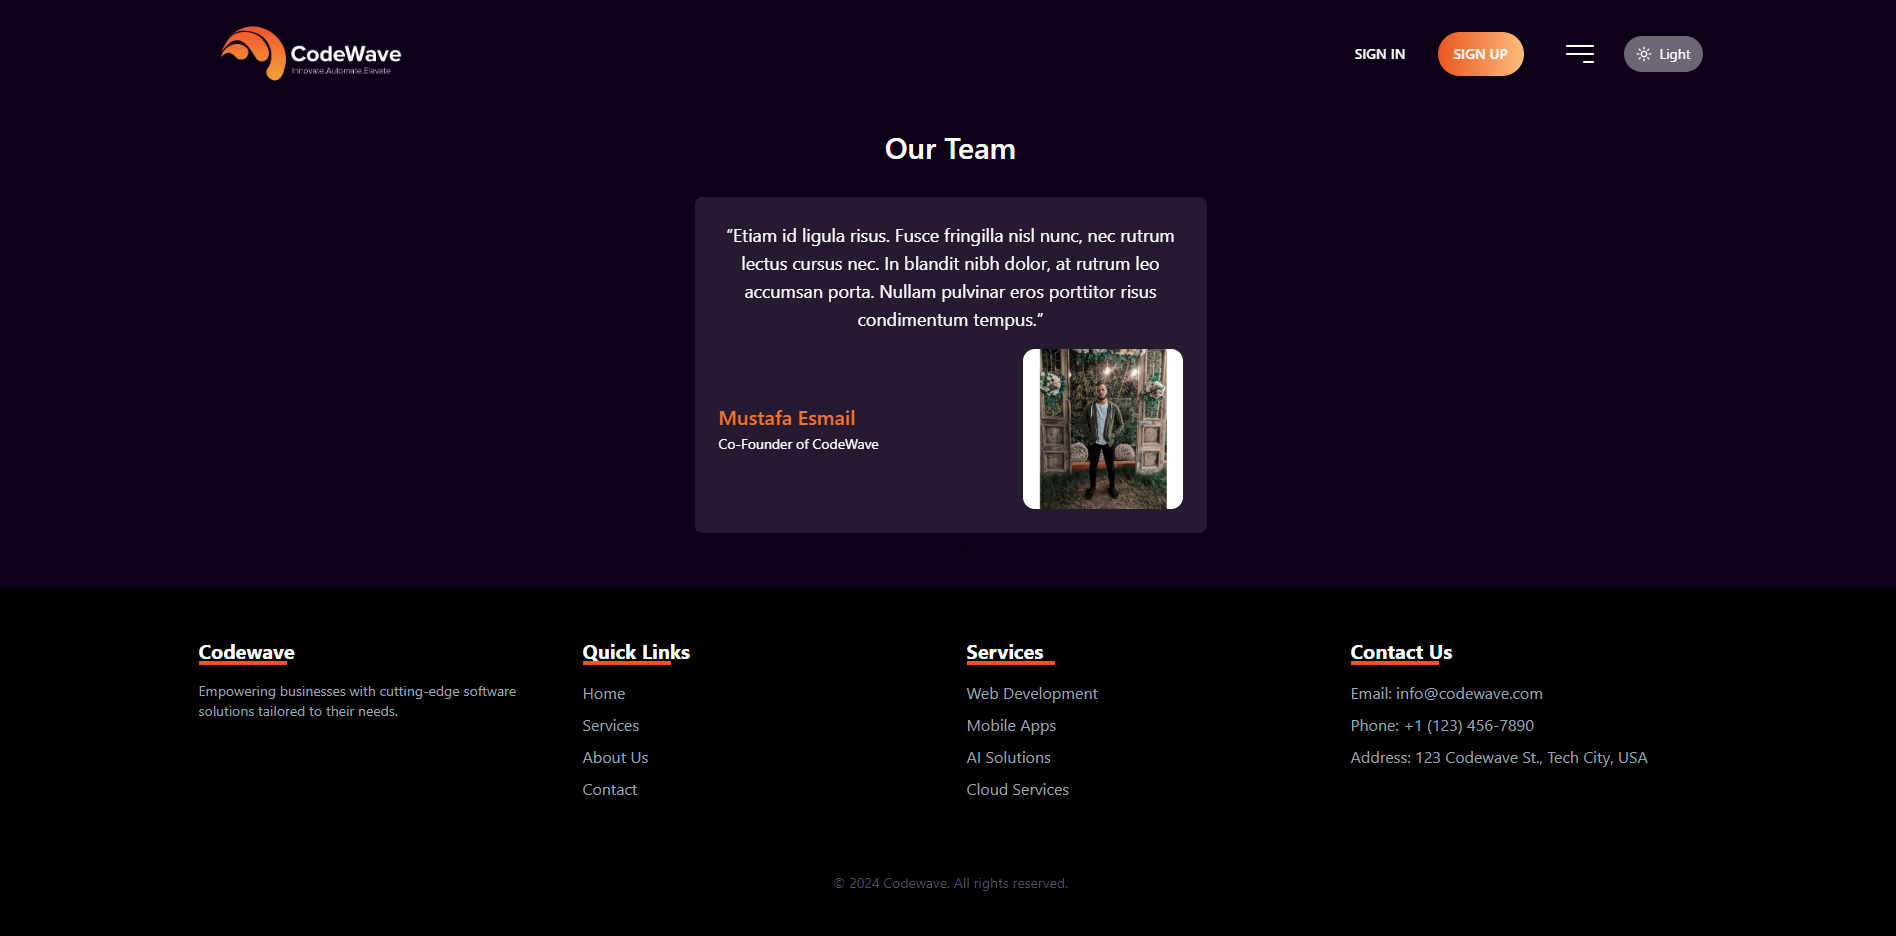 CodeWave
Innovate.Automate.Elavate
SIGN IN
SIGN UP
Light
Our Team
"Etiam id ligula risus. Fusce fringilla nisl nunc, nec rutrum
lectus cursus nec. In blandit nibh dolor, at rutrum leo
accumsan porta. Nullam pulvinar eros porttitor risus
condimentum tempus."
Mustafa Esmail
Co-Founder of CodeWave
Codewave
Empowering businesses with cutting-edge software
solutions tailored to their needs.
Quick Links
Home
Services
About Us
Contact
Services
Web Development
Mobile Apps
AI Solutions
Cloud Services
Contact Us
Email: info@codewave.com
Phone: +1 (123) 456-7890
Address: 123 Codewave St., Tech City, USA
© 2024 Codewave. All rights reserved.